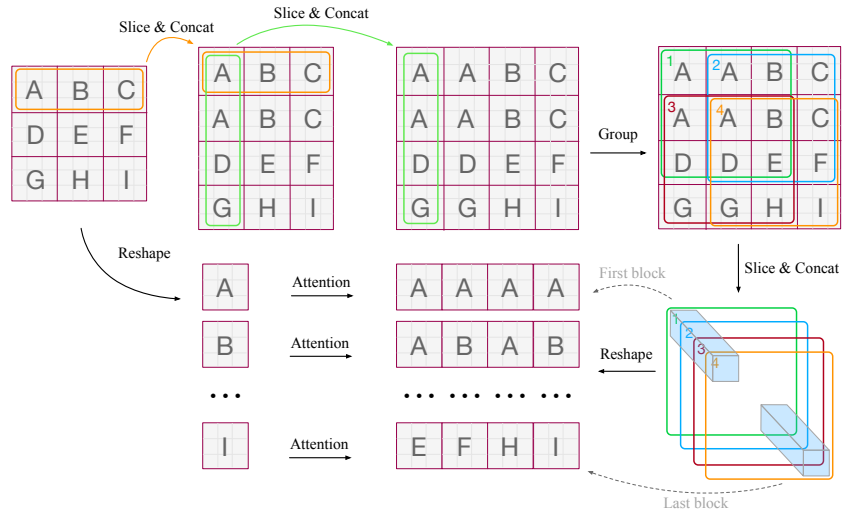 Slice & Concat
Slice & Concat
A B C
D E F
G H I
A B C
A B C
D E F
G H I
A A B C
A A B C
D D E F
G G H I
Group
1 A 2 A B C
3 A 4 A B C
D D E F
G G H I
Reshape
Slice & Concat
A
Attention
A A A A
First block
B
Attention
A B A B
Reshape
1
2
3
4
... ... ... ... ...
I
Attention
E F H I
Last block